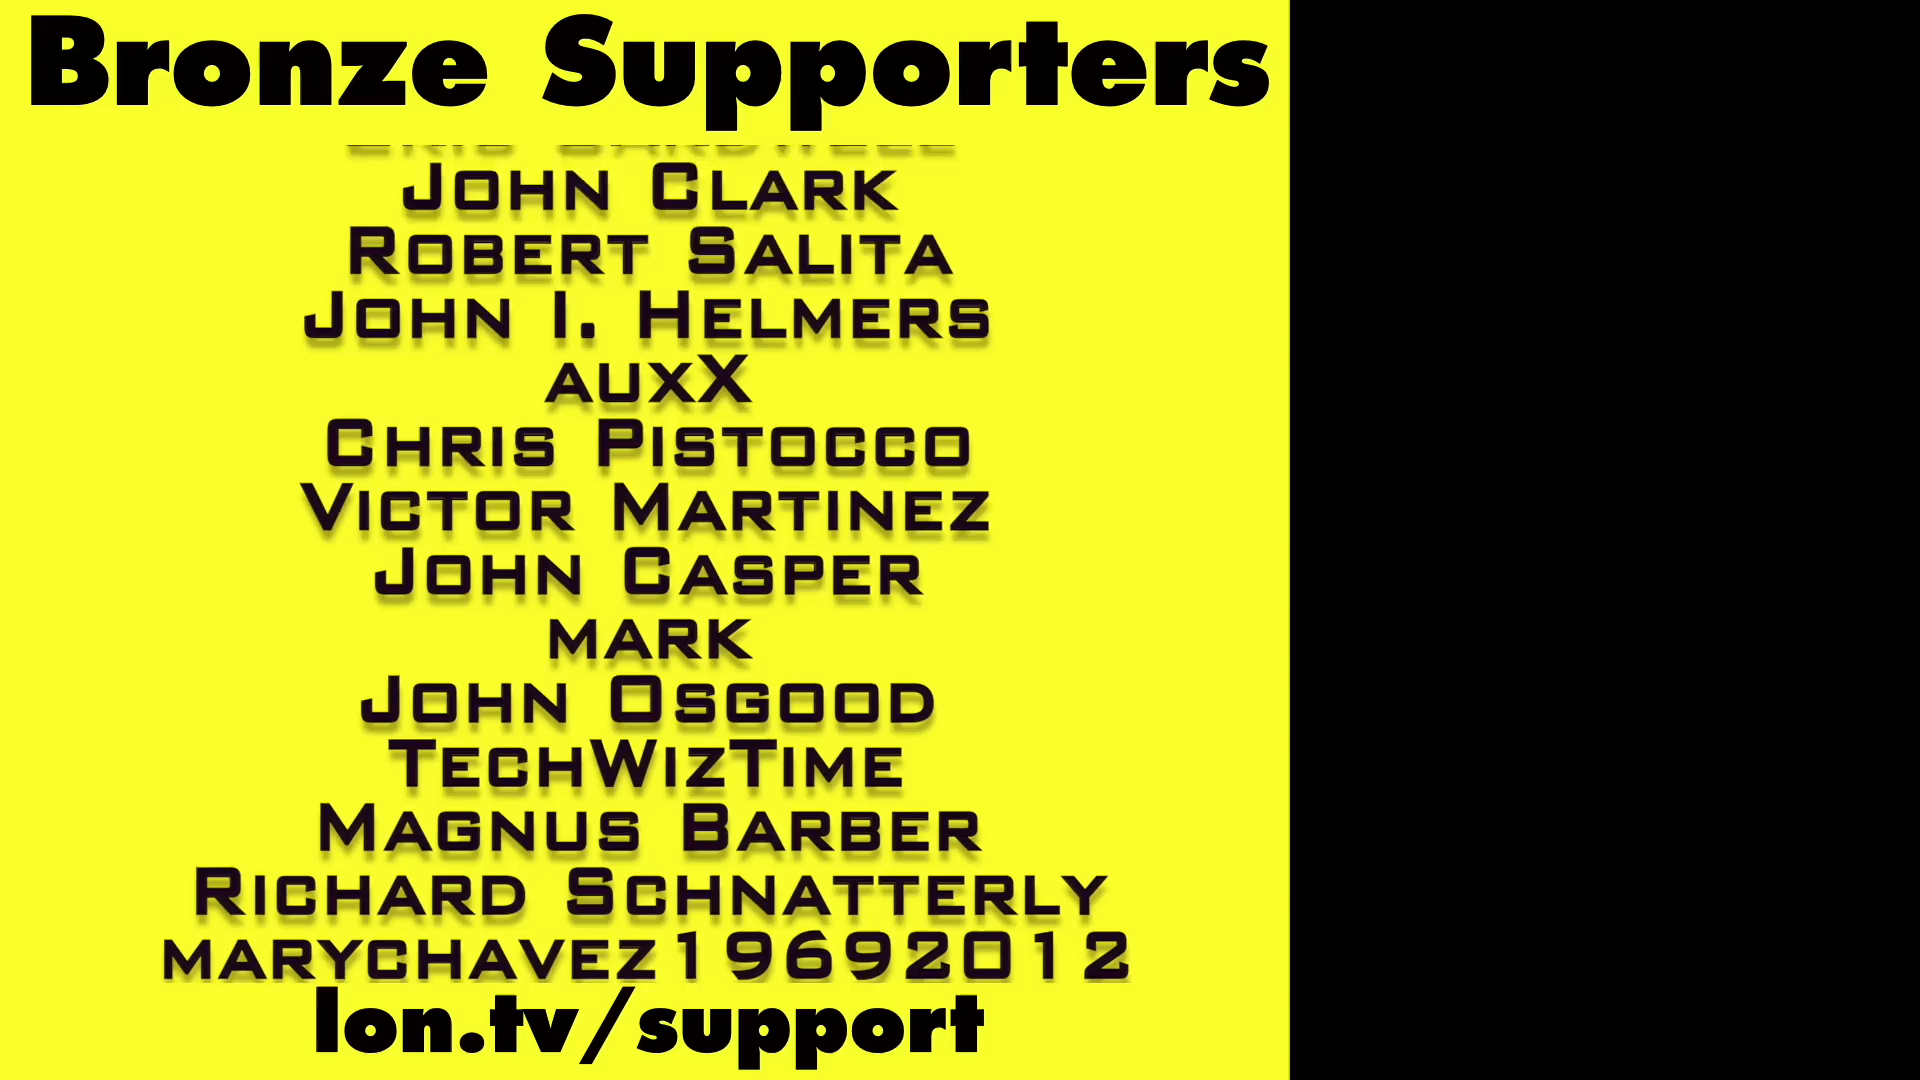 Bronze Supporters
John Clark
Robert Salita
John I. Helmers
auxX
Chris Pistocco
Victor Martinez
John Casper
mark
John Osgood
TechWizTime
Magnus Barber
Richard Schnatterly
marychavez19692012
lon.tv/support